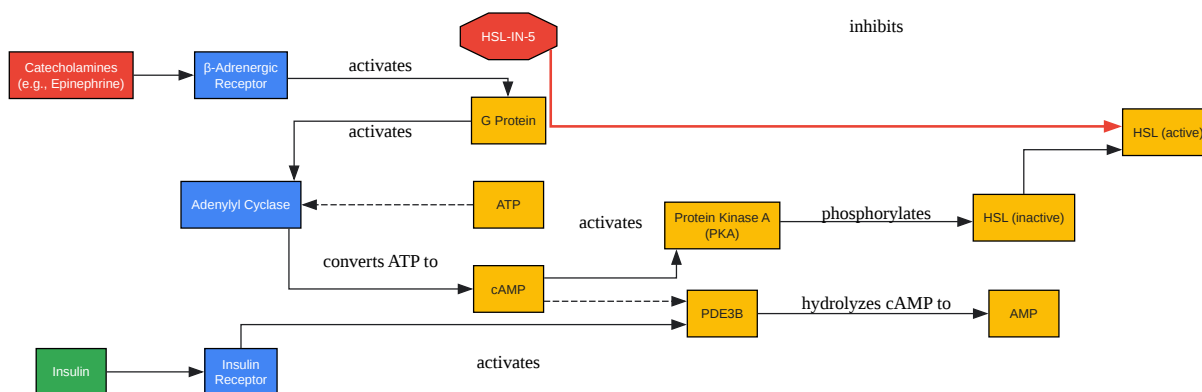 inhibits
HSL-IN-5
Catecholamines
(e.g., Epinephrine)
β-Adrenergic
Receptor
activates
G Protein
activates
HSL (active)
Adenylyl Cyclase
ATP
activates
Protein Kinase A
(PKA)
phosphorylates
HSL (inactive)
converts ATP to
cAMP
PDE3B
hydrolyzes cAMP to
AMP
Insulin
Insulin
Receptor
activates